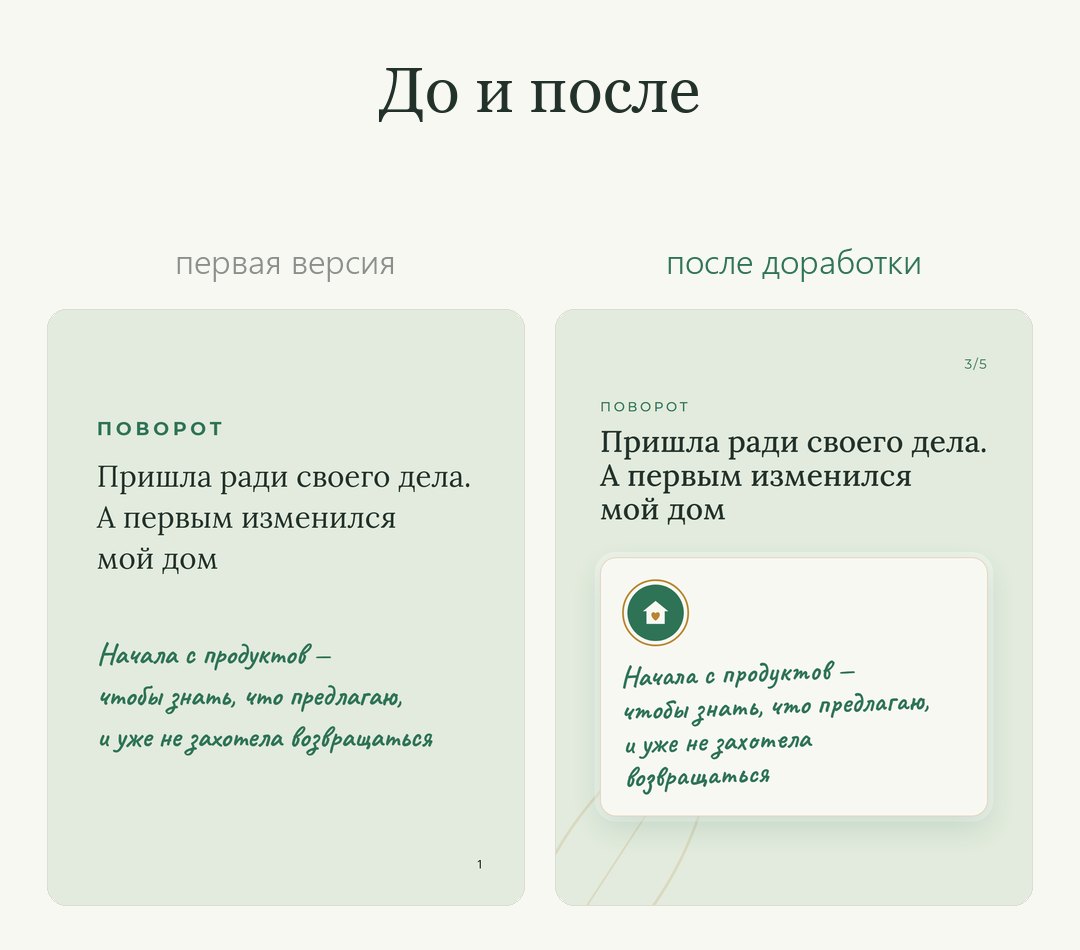 До и после
первая версия
ПОВОРОТ
Пришла ради своего дела.
А первым изменился
мой дом
Начала с продуктов –
чтобы знать, что предлагаю,
и уже не захотела возвращаться
1
после доработки
3/5
ПОВОРОТ
Пришла ради своего дела.
А первым изменился
мой дом
Начала с продуктов –
чтобы знать, что предлагаю,
и уже не захотела
возвращаться